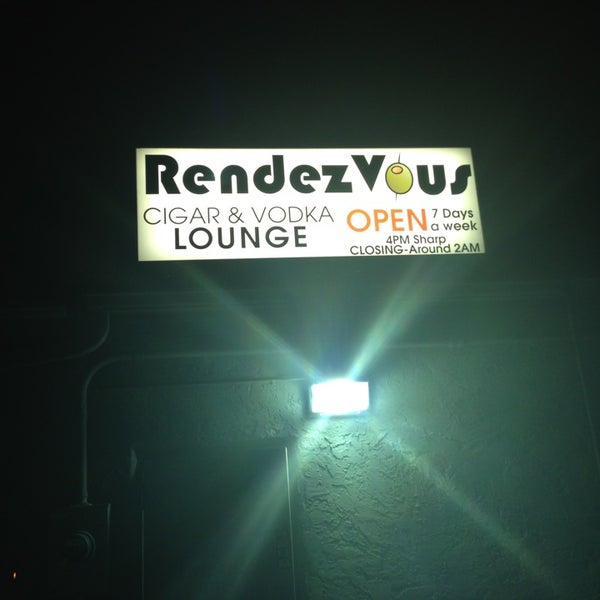 RendezVous
CIGAR & VODKA
LOUNGE
OPEN 7 Days
a week
4PM Sharp
CLOSING-Around 2AM